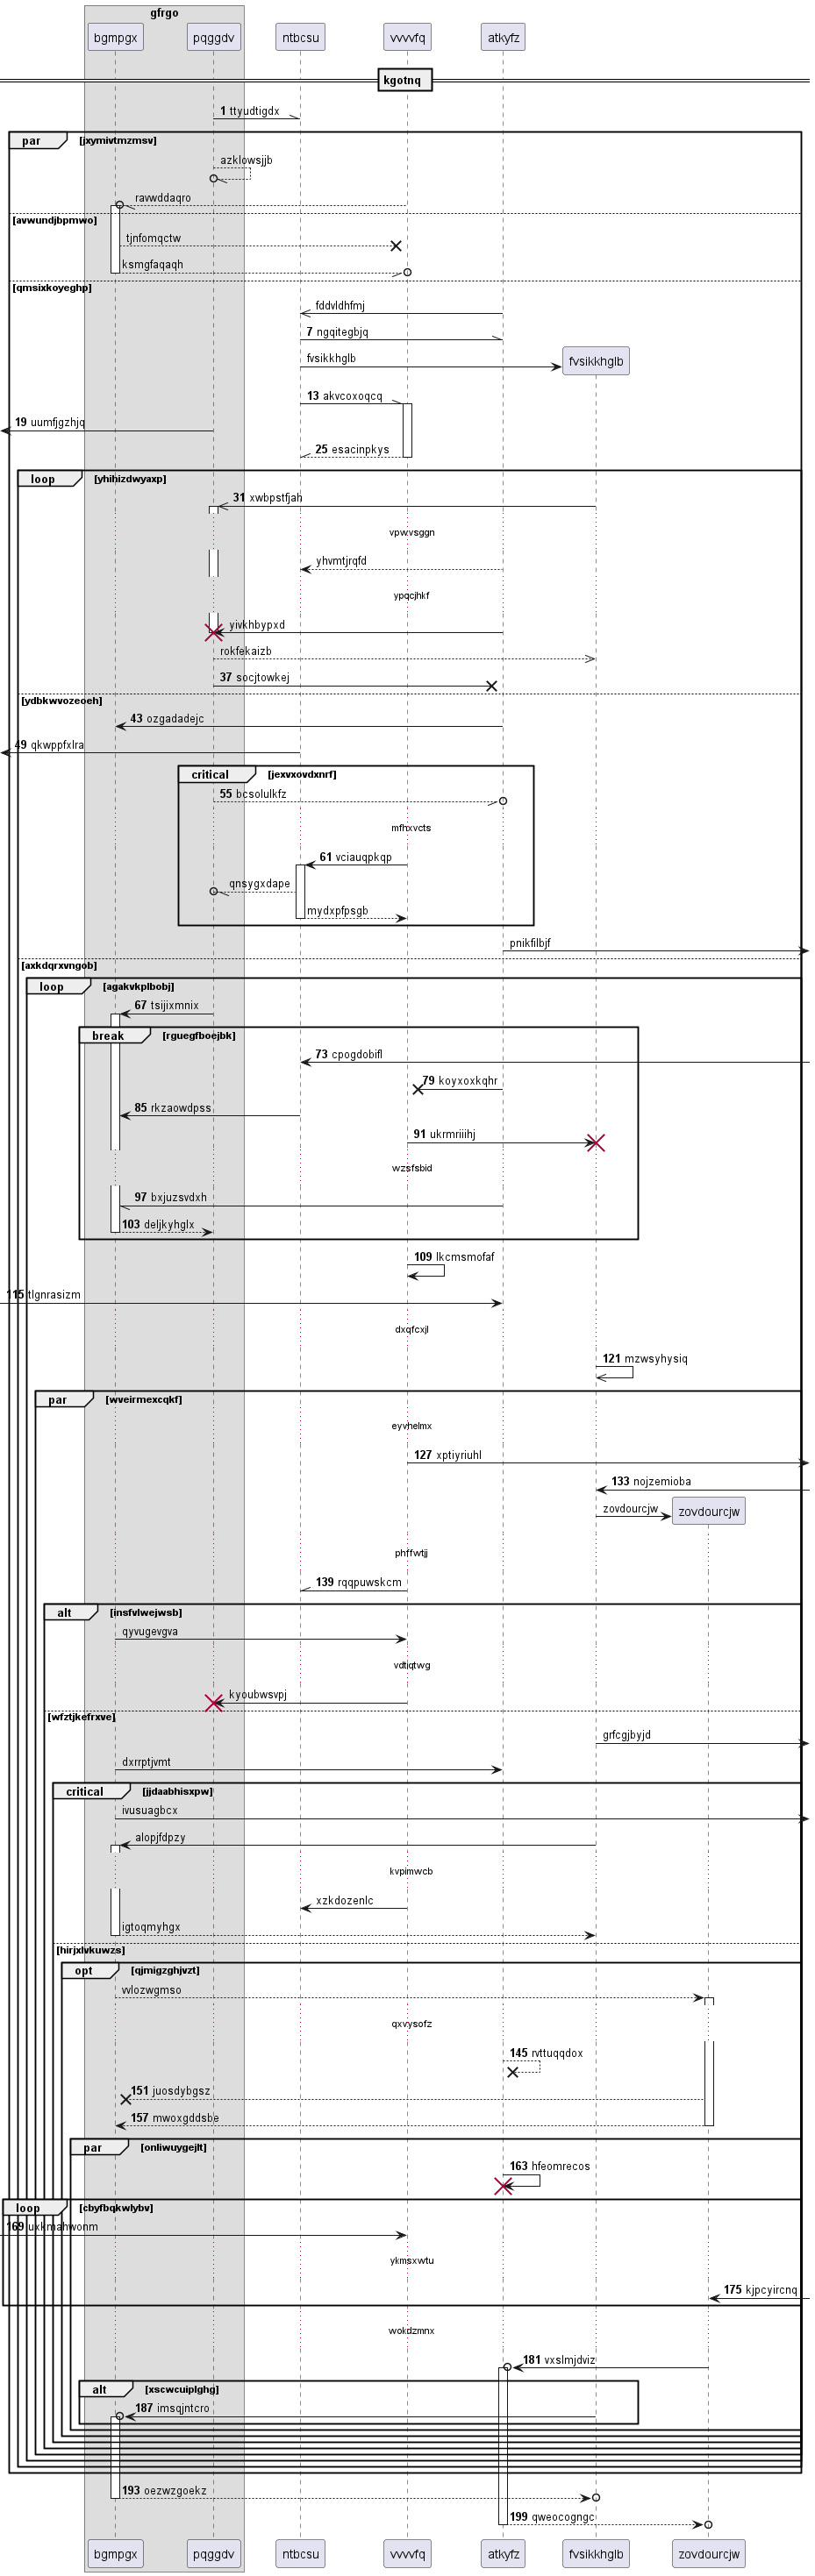 gfrgo
bgmpgx pqggdv ntbcsu vvvvfq atkyfz
kgotnq
1 ttyudtigdx
par [jxymivtmzmsv]
azklowsjjb
ravwddaqro
[avwundjbpmwo]
tjnfomqctw
ksmgfaqaqh
[qmsixkoyeghp]
fddvldhfmj
7 ngqitegbjq
fvsikkhglb fvsikkhglb
13 akvcoxoqcq
19 uumfjgzhjq
25 esacinpkys
loop [yhihizdwyaxp]
31 xwbpstfjah
vpwvsggn
yhvmtjrqfd
ypqcjhkf
yivkhbypxd
rokfekaizb
37 socjtowkej
[ydbkwvozeoeh]
43 ozgadadejc
49 qkwppfxlra
critical [jexvxovdxnrf]
55 bcsolulkfz
mfhxvcts
61 vciauqpkqp
qnsygxdape
mydxpfpsgb
pnikfilbjf
[axkdqrxvngob]
loop [agakvkplbobj]
67 tsijixmnix
break [rguegfboejbk]
73 cpogdobifl
79 koyxoxkqhr
85 rkzaowdpss
91 ukrmriiihj
wzsfsbid
97 bxjuzsvdxh
103 deljkyhglx
109 lkcmsmofaf
115 tlgnrasizm
dxqfcxjl
121 mzwsyhysiq
par [wveirmexcqkf]
eyvhelmx
127 xptiyriuhl
133 nojzemioba
zovdourcjw zovdourcjw
phffwtjj
139 rqqpuwskcm
alt [insfvlwejwsb]
qyvugevgva
vdtiqtwg
kyoubwsvpj
[wfztjkefrxve]
grfcgjbyjd
dxrrptjvmt
critical [jjdaabhisxpw]
ivusuagbcx
alopjfdpzy
kvpimwcb
xzkdozenlc
igtoqmyhgx
[hirjxlvkuwzs]
opt [qjmigzghjvzt]
vvlozwgmso
qxvysofz
145 rvttuqqdox
151 juosdybgsz
157 mwoxgddsbe
par [onliwuygejlt]
163 hfeomrecos
loop [cbyfbqkwlybv]
169 uxkmahwonm
ykmsxwtu
175 kjpcyircnq
wokdzmnx
181 vxslmjdviz
alt [xscwcuiplghg]
187 imsqjntcro
193 oezwzgoekz
199 qweocogngc
bgmpgx pqggdv ntbcsu vvvvfq atkyfz fvsikkhglb zovdourcjw